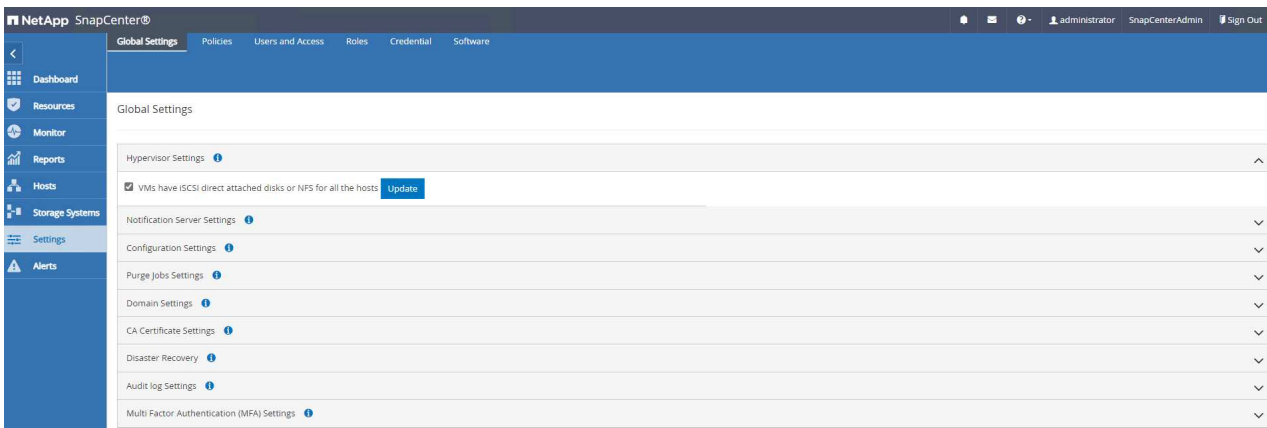 NetApp SnapCenter®
administrator SnapCenterAdmin Sign Out
Global Settings Policies Users and Access Roles Credential Software
Dashboard
Resources
Monitor
Reports
Hosts
Storage Systems
Settings
Alerts
Global Settings
Hypervisor Settings
VMs have iSCSI direct attached disks or NFS for all the hosts Update
Notification Server Settings
Configuration Settings
Purge Jobs Settings
Domain Settings
CA Certificate Settings
Disaster Recovery
Audit log Settings
Multi Factor Authentication (MFA) Settings